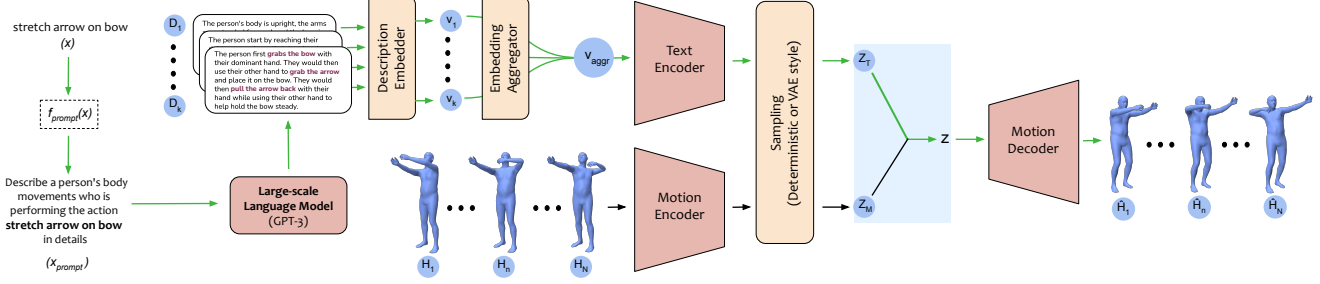 stretch arrow on bow
(x)
f_prompt(x)
Describe a person's body
movements who is
performing the action
stretch arrow on bow
in details
(x_prompt)
D_1
D_k
The person's body is upright, the arms
The person start by reaching their
The person first grabs the bow with
their dominant hand. They would then
use their other hand to grab the arrow
and place it on the bow. They would
then pull the arrow back with their
hand while using their other hand to
help hold the bow steady.
Large-scale
Language Model
(GPT-3)
Description
Embedder
v_1
v_k
Embedding
Aggregator
v_aggr
Text
Encoder
H_1
H_n
H_N
Motion
Encoder
Sampling
(Deterministic or VAE style)
Z_T
Z_M
Z
Motion
Decoder
Ĥ_1
Ĥ_n
Ĥ_N